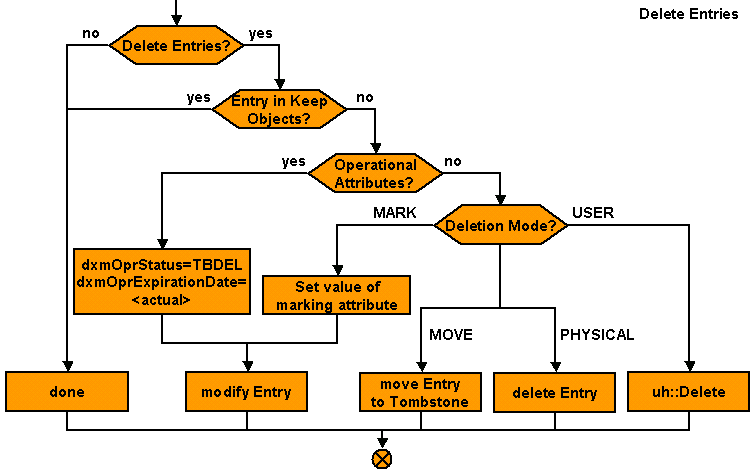 Delete Entries
no
Delete Entries?
yes
yes
Entry in Keep
Objects?
no
yes
Operational
Attributes?
no
MARK
Deletion Mode?
USER
dxmOprStatus=TBDEL
dxmOprExpirationDate=
<actual>
Set value of
marking attribute
MOVE
PHYSICAL
done
modify Entry
move Entry
to Tombstone
delete Entry
uh::Delete